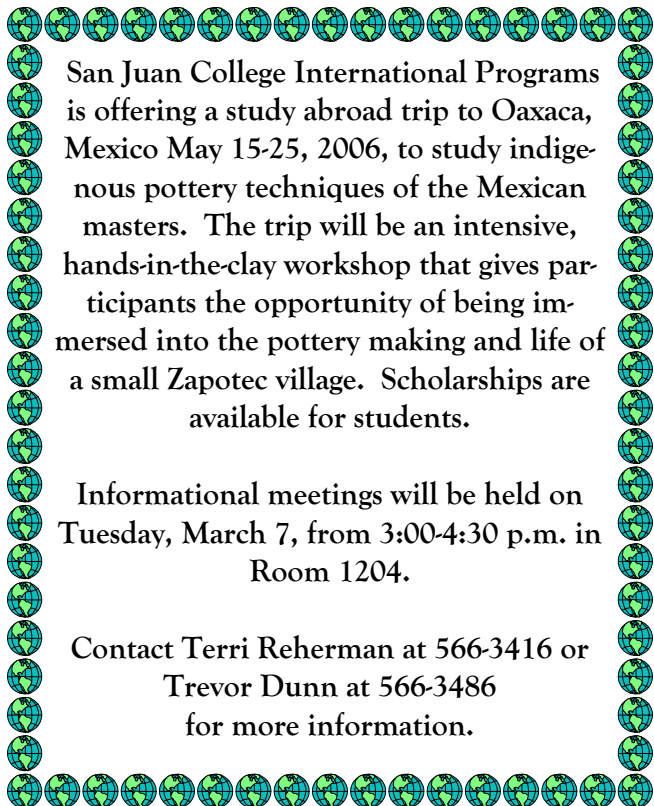 San Juan College International Programs
is offering a study abroad trip to Oaxaca,
Mexico May 15-25, 2006, to study indige-
nous pottery techniques of the Mexican
masters.  The trip will be an intensive,
hands-in-the-clay workshop that gives par-
ticipants the opportunity of being im-
mersed into the pottery making and life of
a small Zapotec village.  Scholarships are
available for students.
Informational meetings will be held on
Tuesday, March 7, from 3:00-4:30 p.m. in
Room 1204.
Contact Terri Reherman at 566-3416 or
Trevor Dunn at 566-3486
for more information.